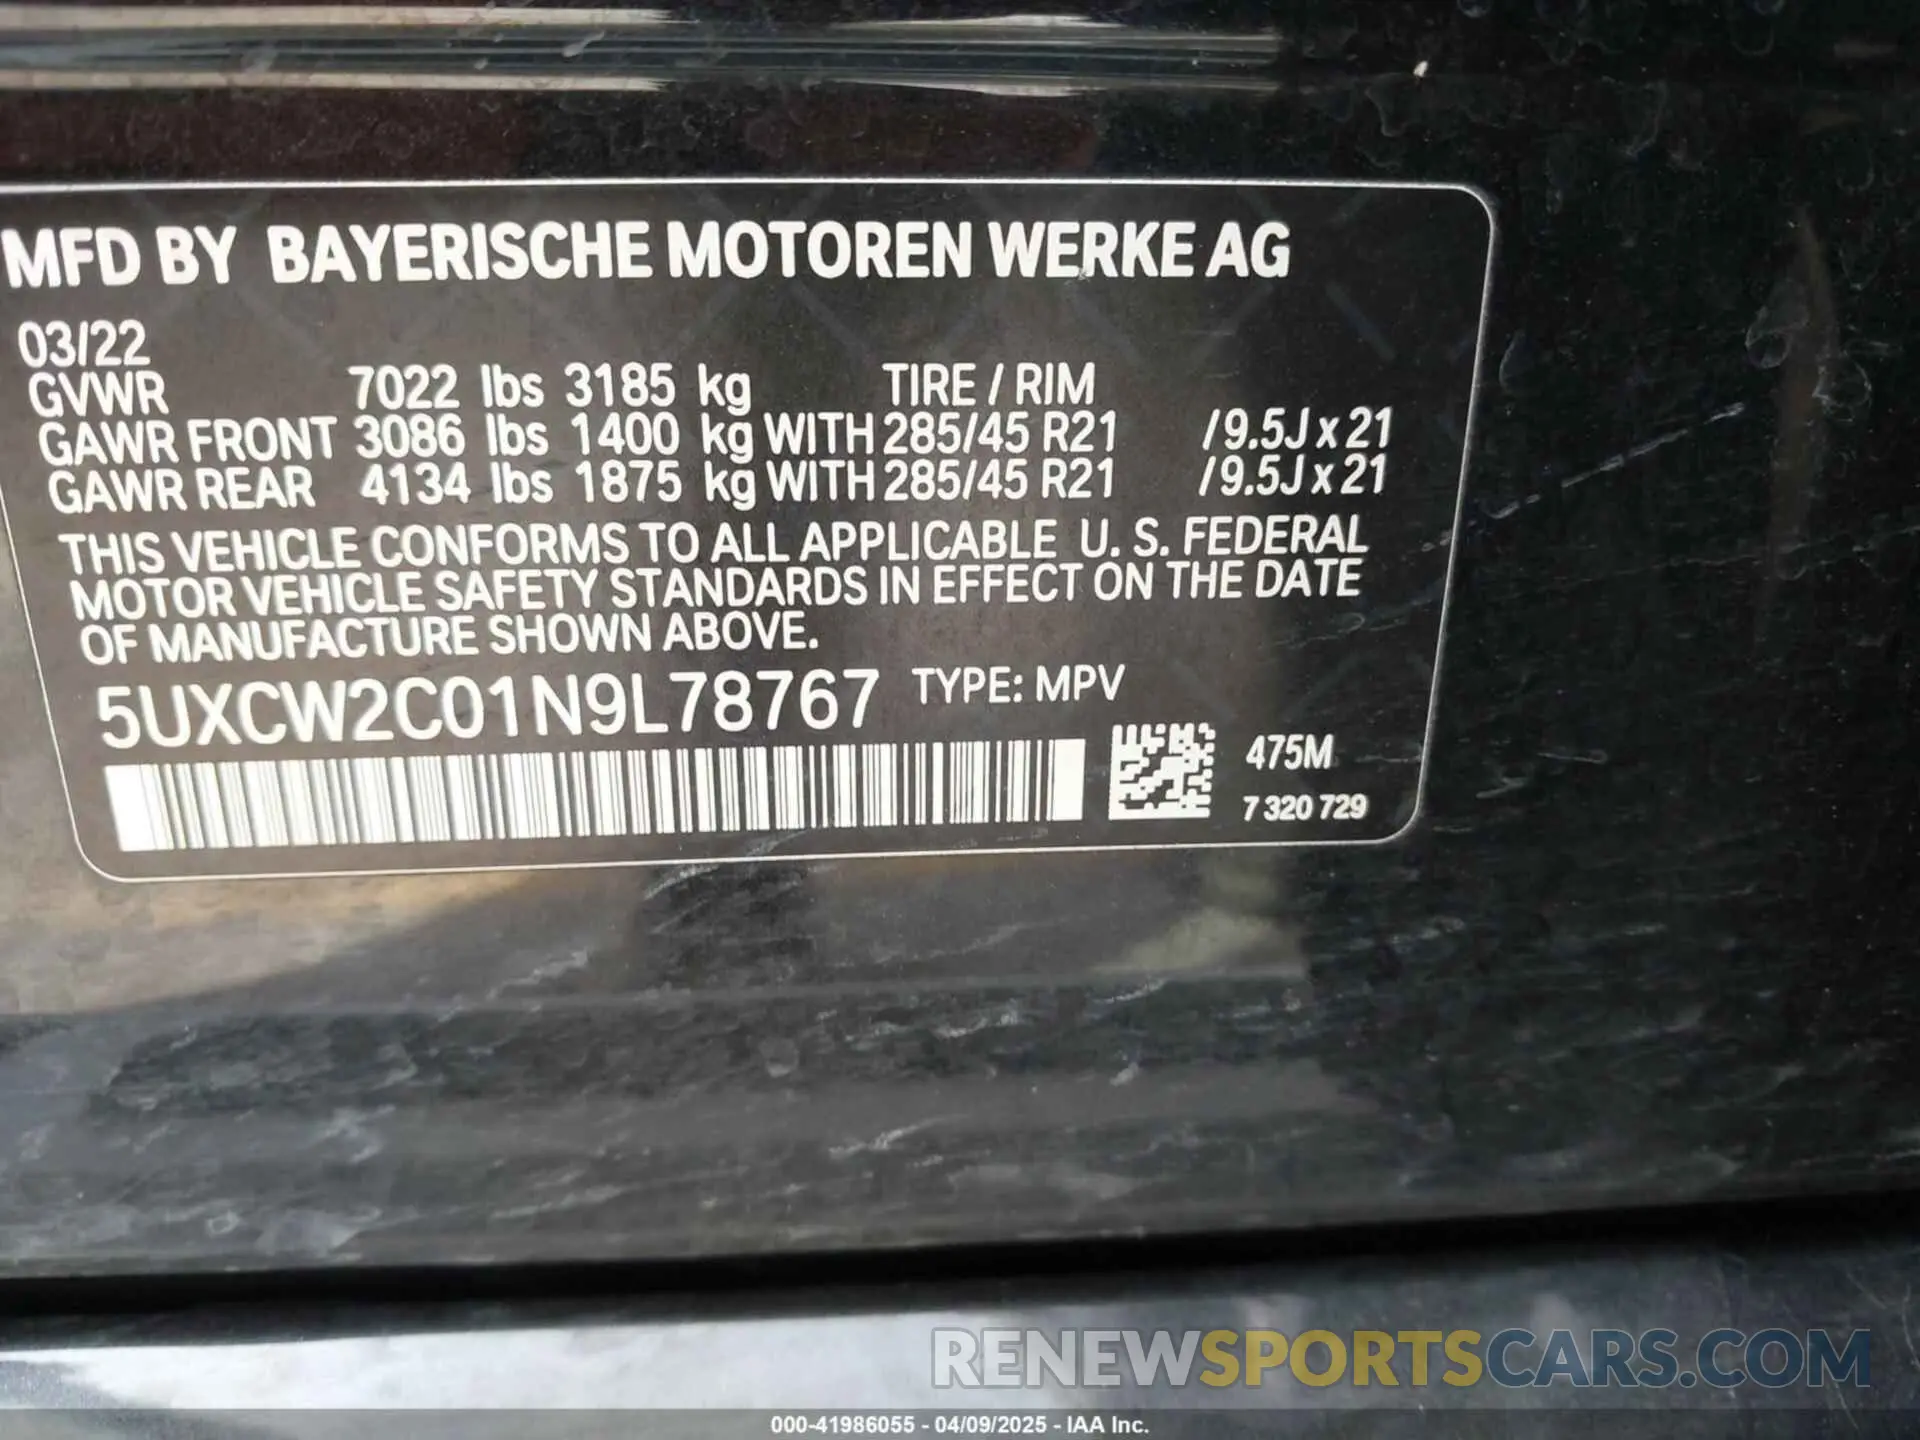 MFD BY BAYERISCHE MOTOREN WERKE AG
03/22
GVWR 7022 lbs 3185 kg TIRE / RIM
GAWR FRONT 3086 lbs 1400 kg WITH 285/45 R21 /9.5J x 21
GAWR REAR 4134 lbs 1875 kg WITH 285/45 R21 /9.5J x 21
THIS VEHICLE CONFORMS TO ALL APPLICABLE U. S. FEDERAL
MOTOR VEHICLE SAFETY STANDARDS IN EFFECT ON THE DATE
OF MANUFACTURE SHOWN ABOVE.
5UXCW2C01N9L78767 TYPE: MPV
475M
7 320 729
RENEWSPORTSCARS.COM
000-41986055 - 04/09/2025 - IAA Inc.